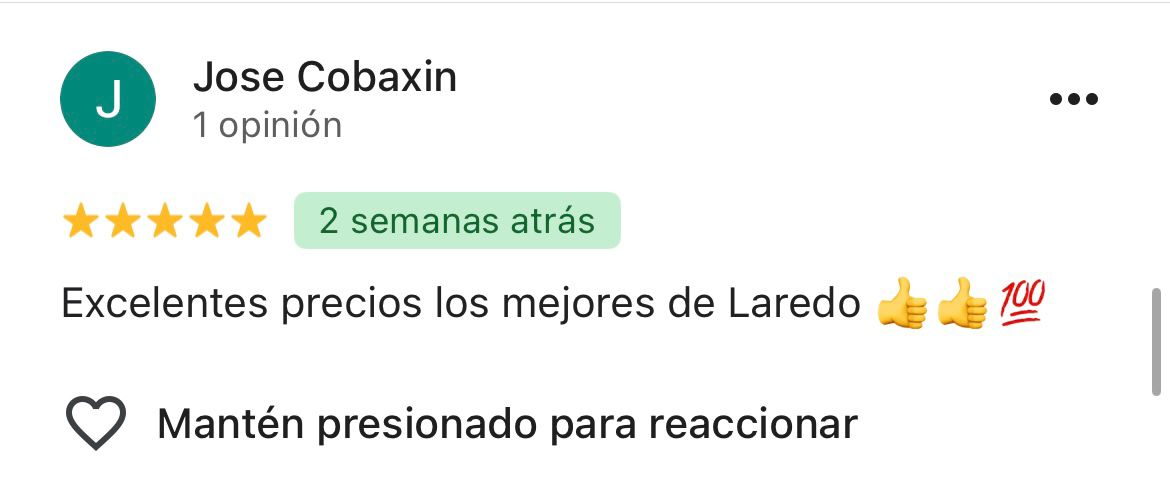 J
Jose Cobaxin
1 opinión
2 semanas atrás
Excelentes precios los mejores de Laredo 👍👍💯
Mantén presionado para reaccionar